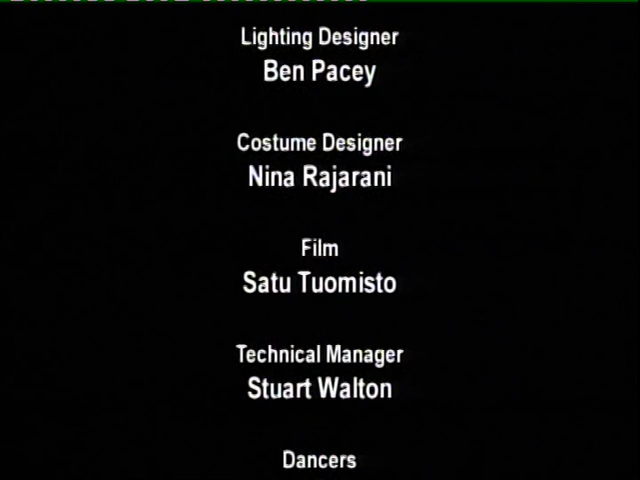 Lighting Designer
Ben Pacey
Costume Designer
Nina Rajarani
Film
Satu Tuomisto
Technical Manager
Stuart Walton
Dancers